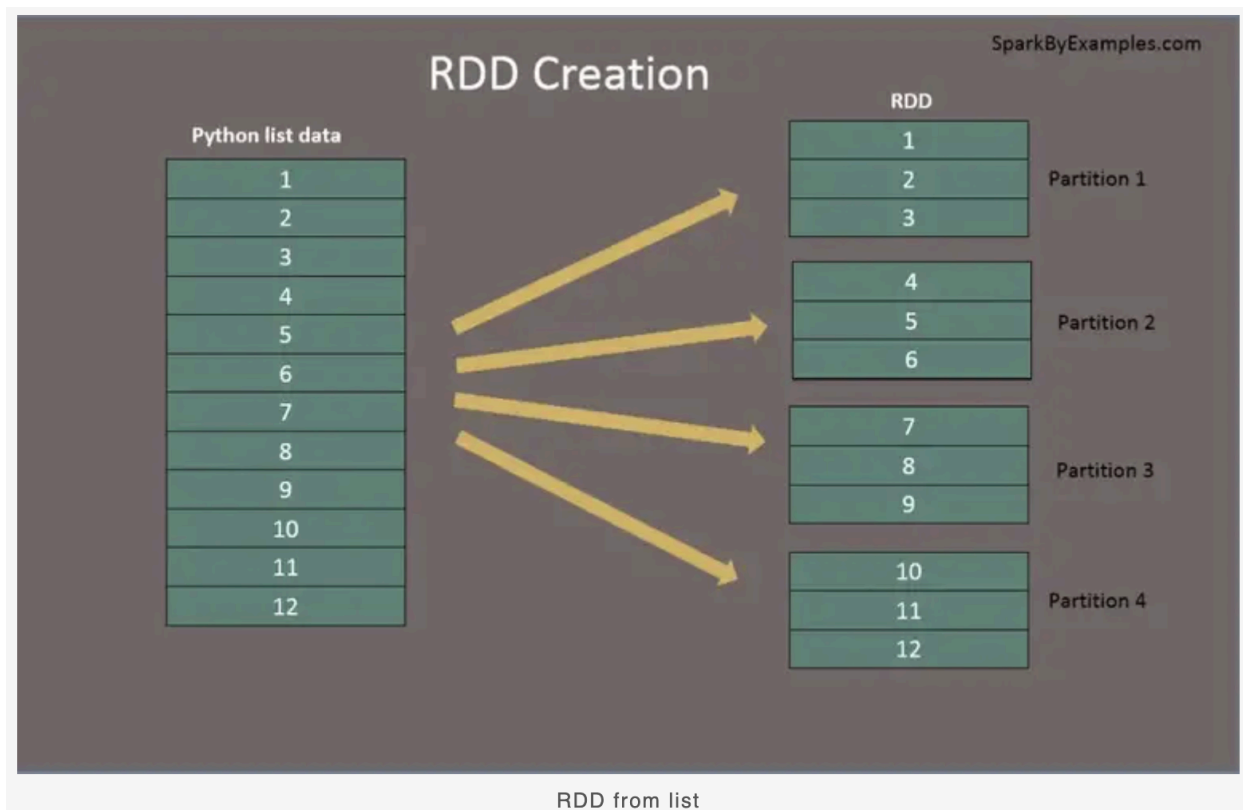 SparkByExamples.com
RDD Creation
Python list data
1
2
3
4
5
6
7
8
9
10
11
12
RDD
1
2
3
Partition 1
4
5
6
Partition 2
7
8
9
Partition 3
10
11
12
Partition 4
RDD from list